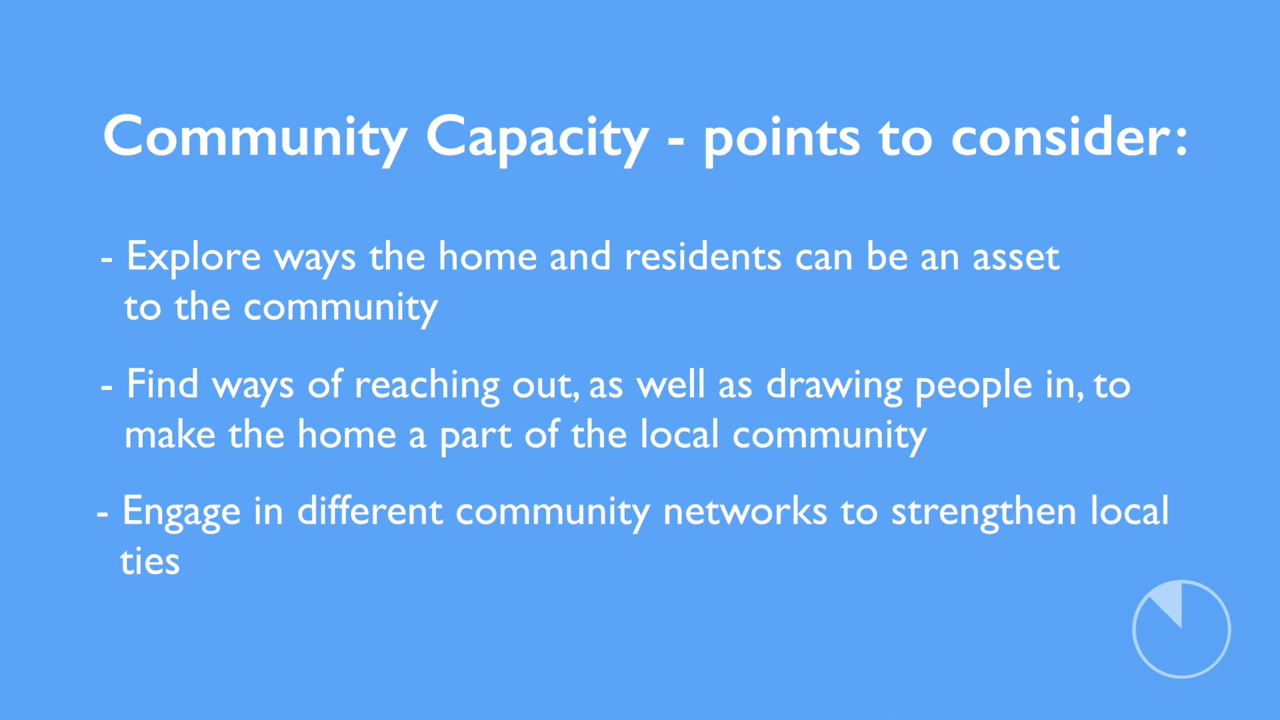 Community Capacity - points to consider:
- Explore ways the home and residents can be an asset
to the community
- Find ways of reaching out, as well as drawing people in, to
make the home a part of the local community
- Engage in different community networks to strengthen local
ties